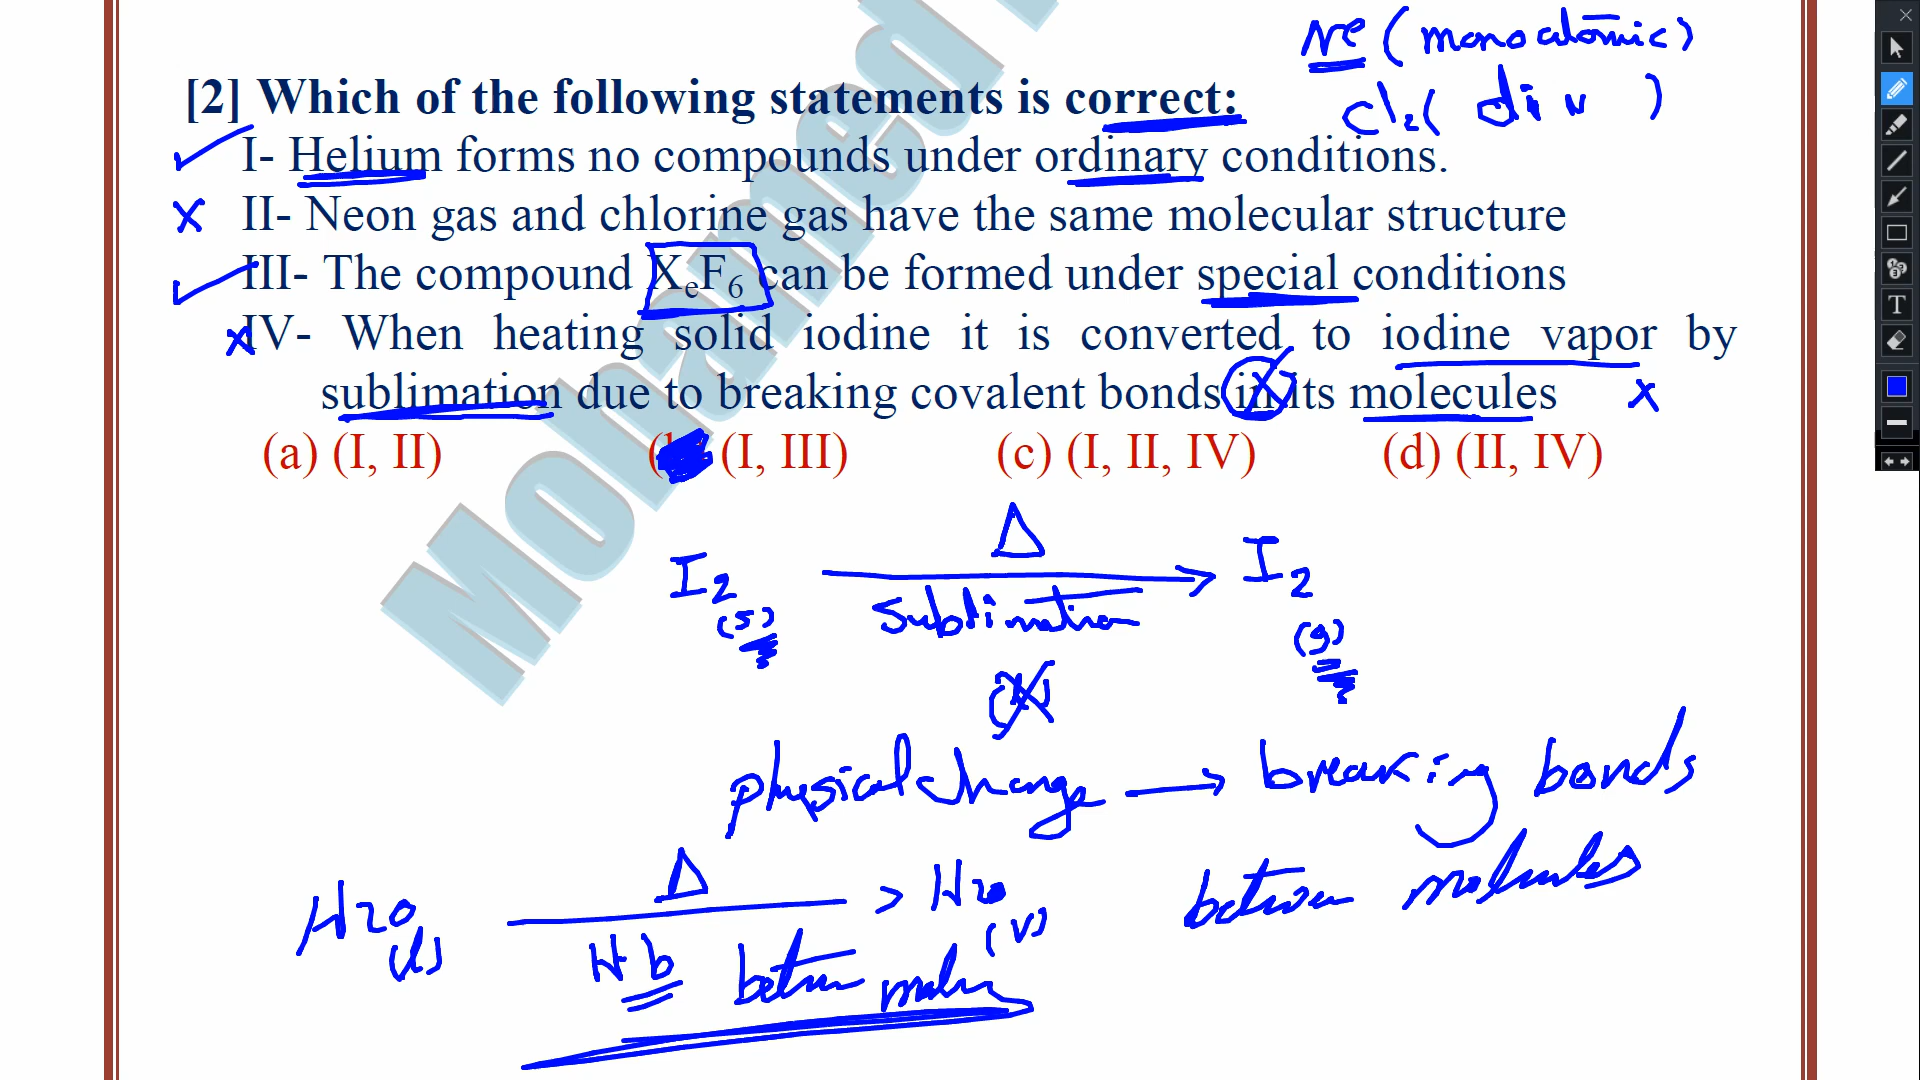 Ne (monoatomic)
[2] Which of the following statements is correct:
Cl2( )
I- Helium forms no compounds under ordinary conditions.
II- Neon gas and chlorine gas have the same molecular structure
III- The compound XeF6 can be formed under special conditions
IV- When heating solid iodine it is converted to iodine vapor by
sublimation due to breaking covalent bonds in its molecules
(a) (I, II) ( (I, III) (c) (I, II, IV) (d) (II, IV)
Δ
I2 (s) → I2 (g)
Sublimation
physical change → breaking bonds
between molecules
Δ
H2O (l) > H2O (v)
H b between
Mohamed